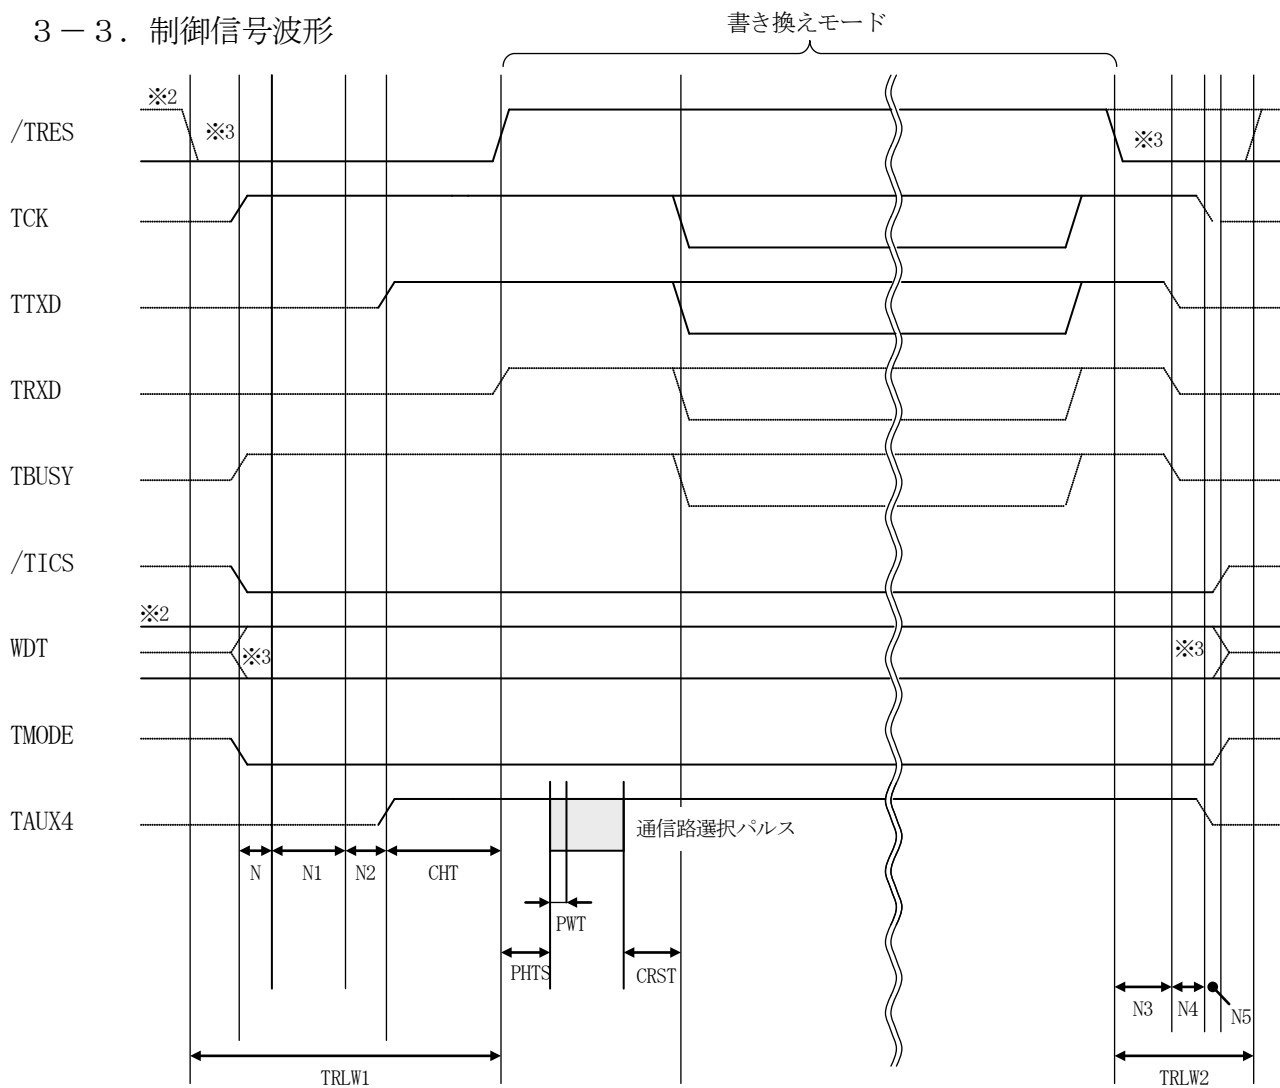 3-3．制御信号波形
書き換えモード
※2
/TRES
※3
※3
TCK
TTXD
TRXD
TBUSY
/TICS
※2
WDT
※3
※3
TMODE
TAUX4
通信路選択パルス
N
N1
N2
CHT
PWT
PHTS
CRST
N3
N4
N5
TRLW1
TRLW2